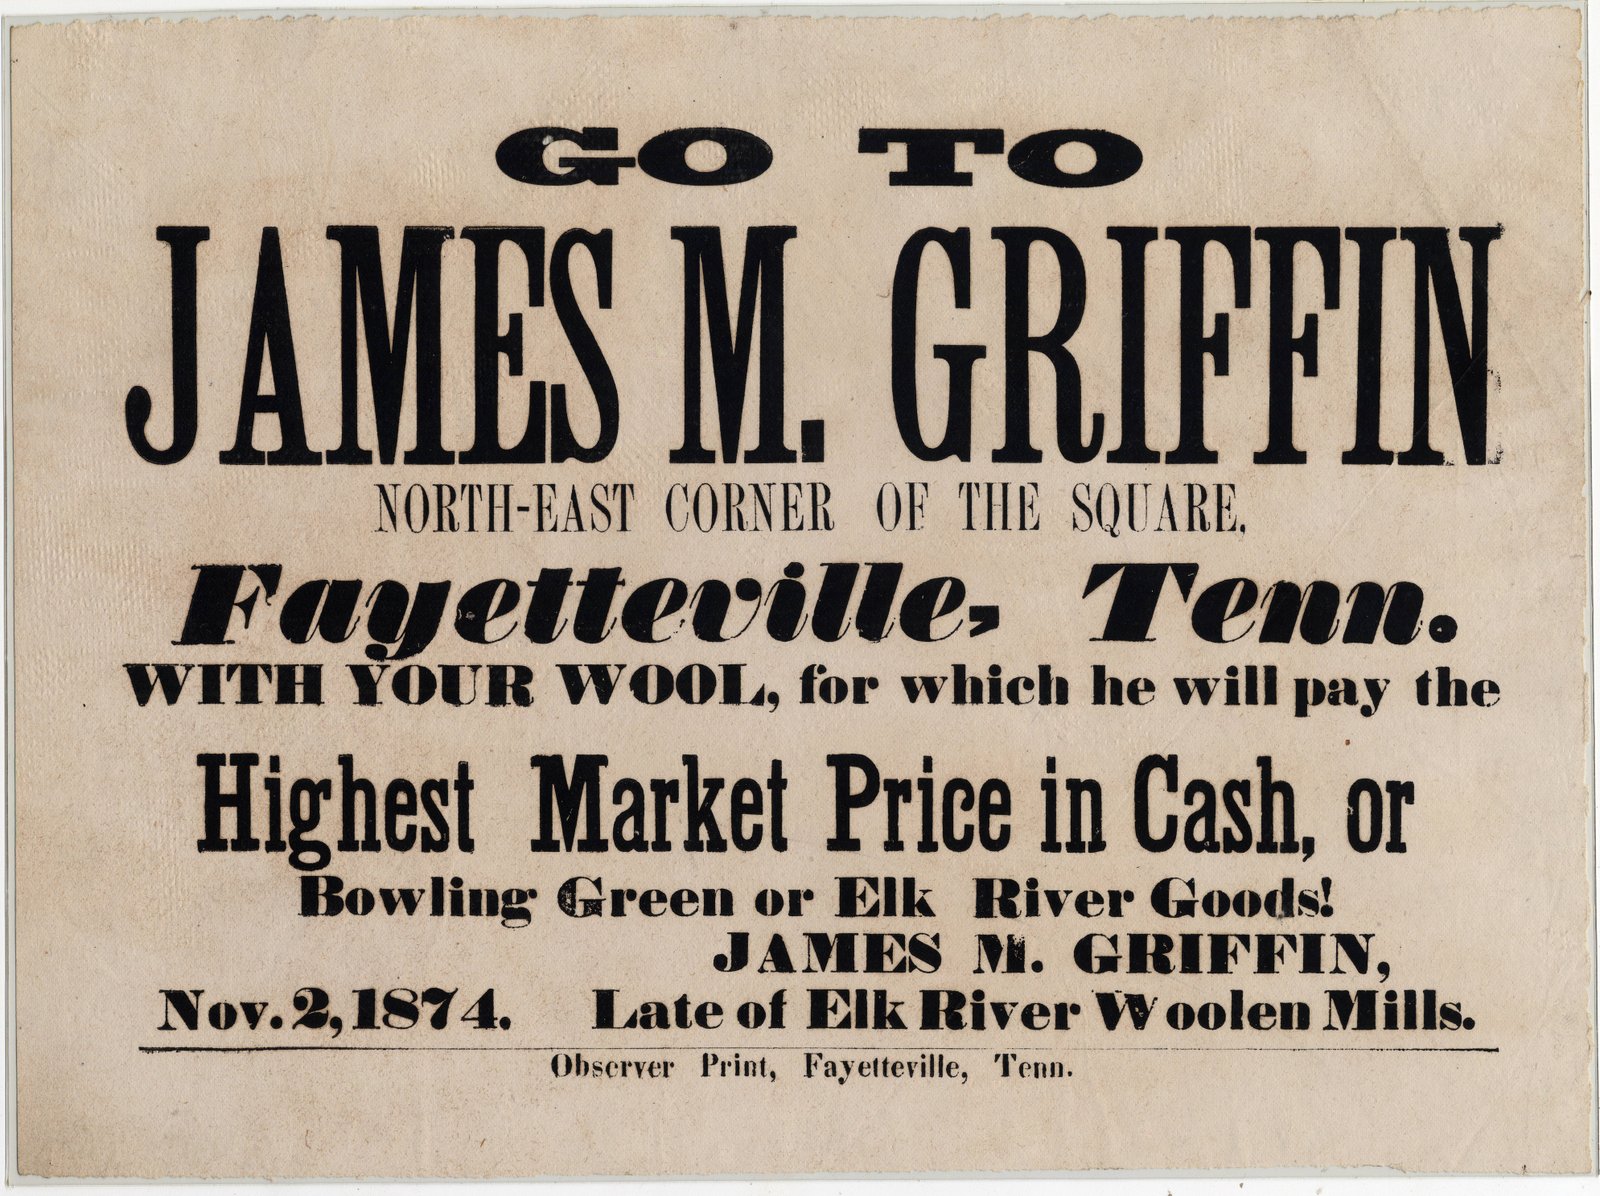 GO TO
JAMES M. GRIFFIN
NORTH-EAST CORNER OF THE SQUARE,
Fayetteville, Tenn.
WITH YOUR WOOL, for which he will pay the
Highest Market Price in Cash, or
Bowling Green or Elk River Goods!
JAMES M. GRIFFIN,
Nov. 2, 1874. Late of Elk River Woolen Mills.
Observer Print, Fayetteville, Tenn.